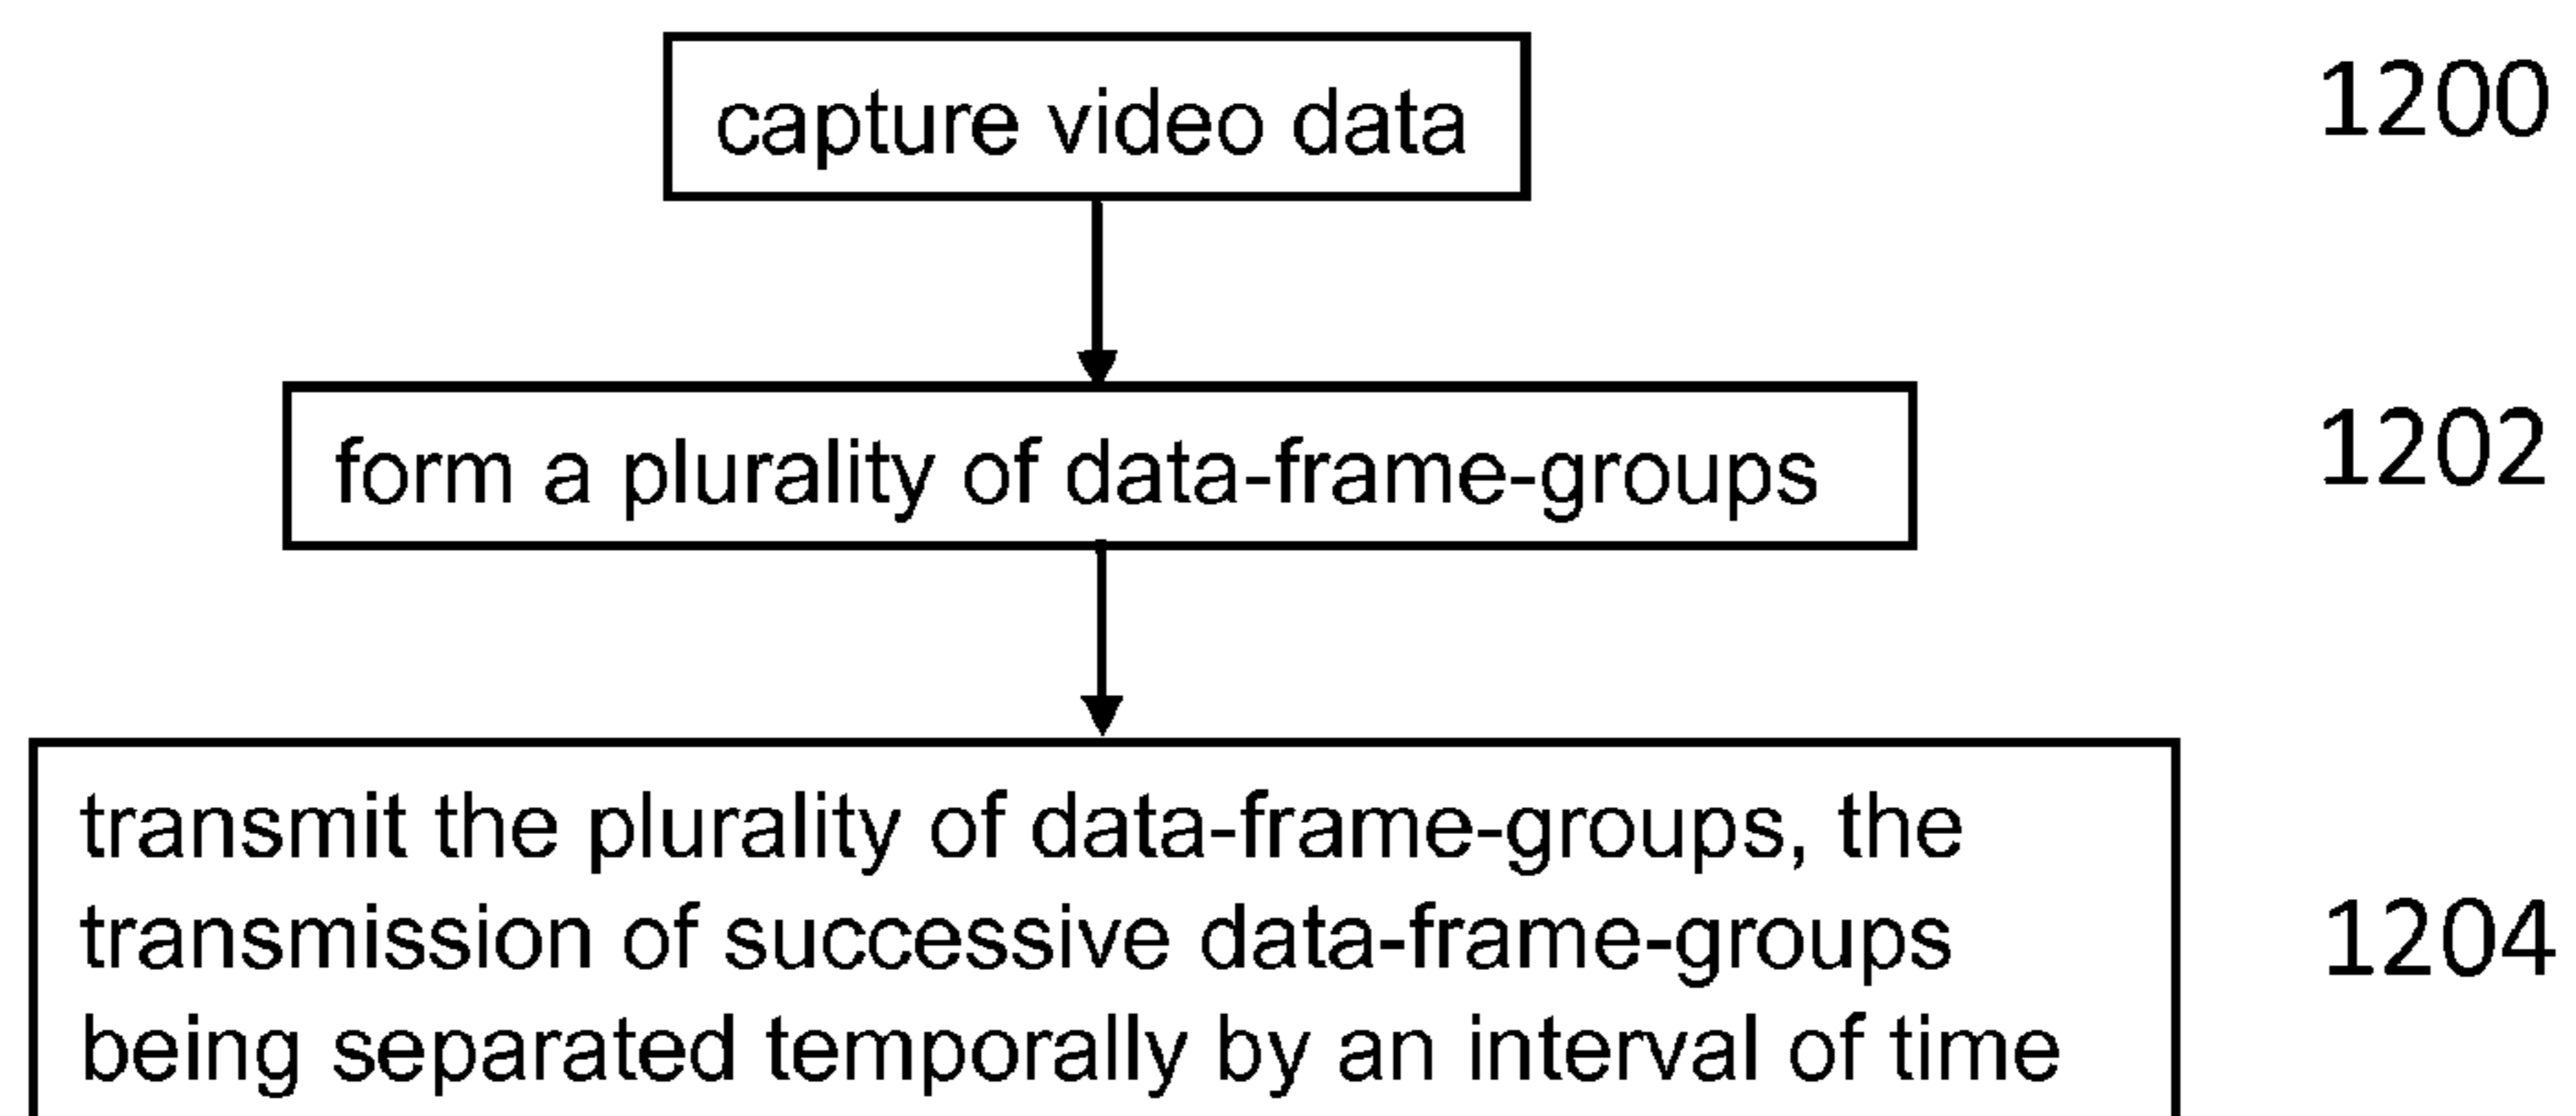 capture video data 1200
form a plurality of data-frame-groups 1202
transmit the plurality of data-frame-groups, the
transmission of successive data-frame-groups 1204
being separated temporally by an interval of time